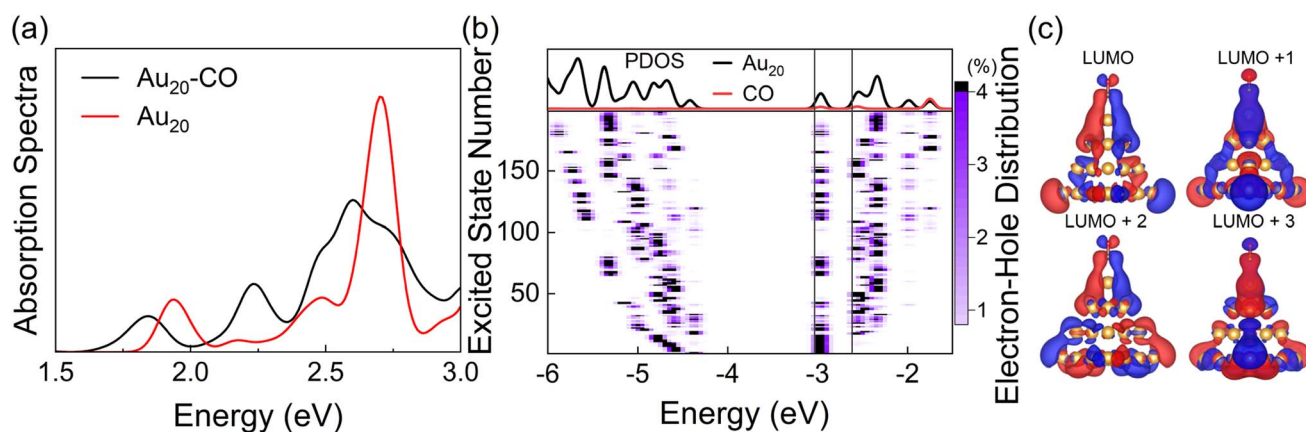 (a)
Absorption Spectra
Au₂₀-CO
Au₂₀
1.5 2.0 2.5 3.0
Energy (eV)
(b)
Excited State Number
150
100
50
PDOS
Au₂₀
CO
-6 -5 -4 -3 -2
Energy (eV)
(%)
4
3
2
1
Electron-Hole Distribution
(c)
LUMO
LUMO +1
LUMO + 2
LUMO + 3